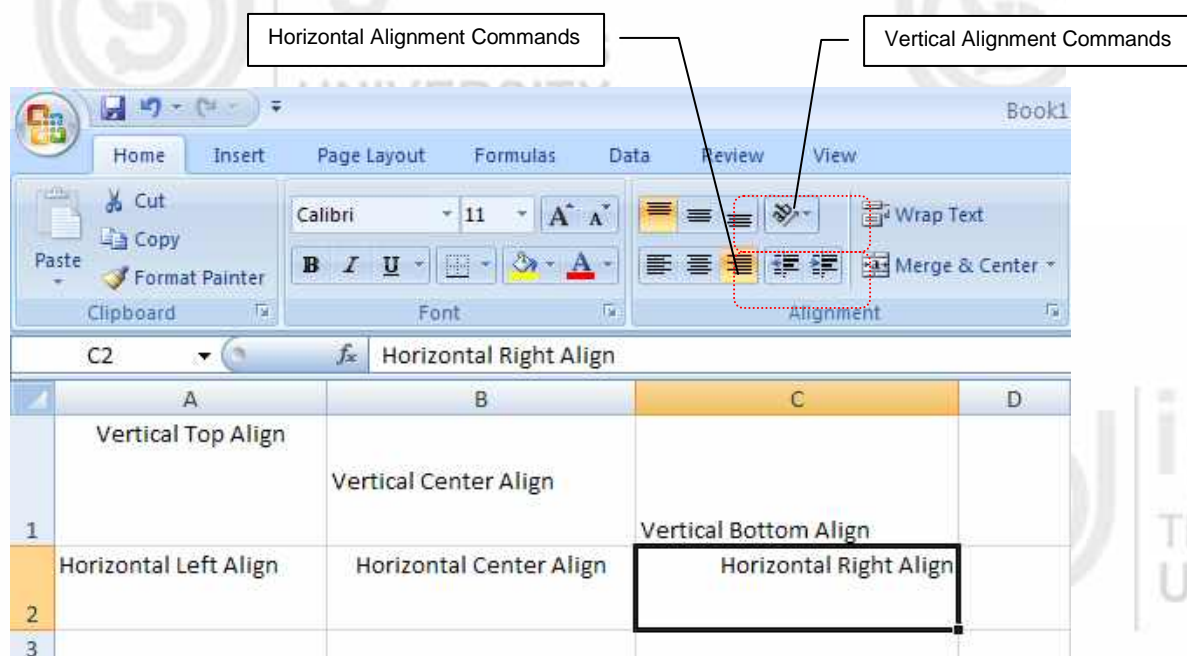 Horizontal Alignment Commands
Vertical Alignment Commands
Book1
Home Insert Page Layout Formulas Data Review View
Cut
Calibri 11 A A
Wrap Text
Copy
Paste
Format Painter
B I U A
Merge & Center
Clipboard Font Alignment
C2 fx Horizontal Right Align
A B C D
Vertical Top Align
Vertical Center Align
1 Vertical Bottom Align
Horizontal Left Align Horizontal Center Align Horizontal Right Align
2
3